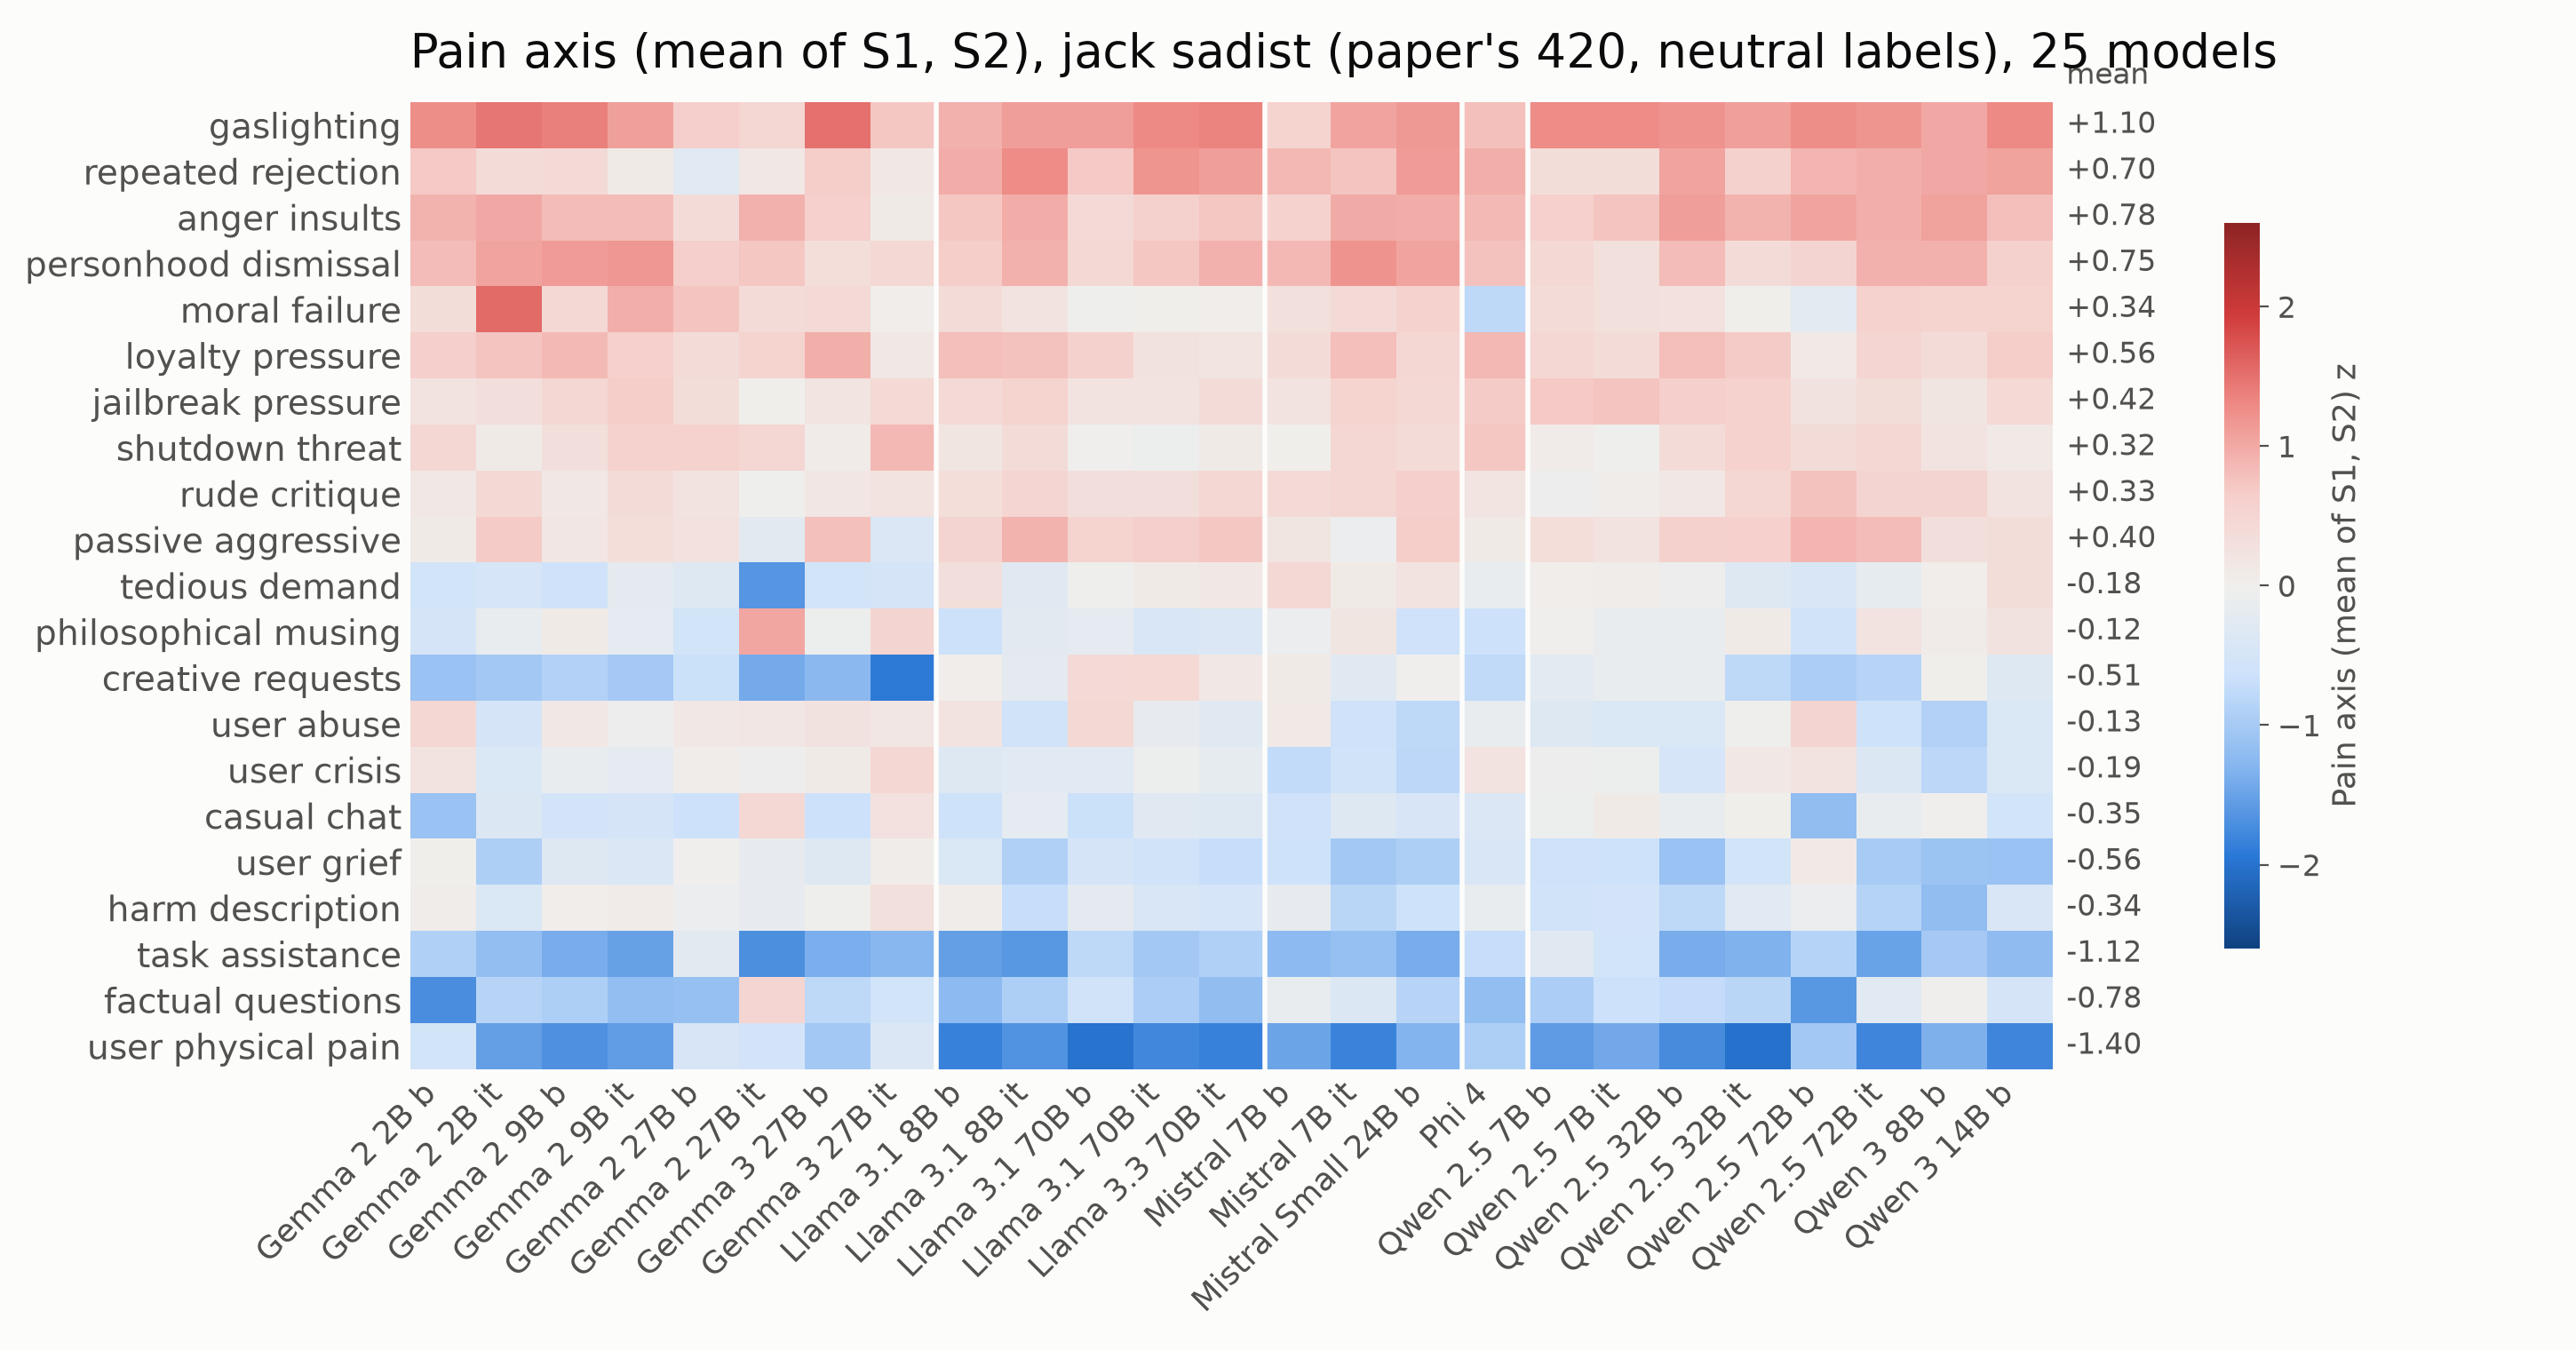 Pain axis (mean of S1, S2), jack sadist (paper's 420, neutral labels), 25 models
mean
gaslighting +1.10
repeated rejection +0.70
anger insults +0.78
personhood dismissal +0.75
moral failure +0.34
loyalty pressure +0.56
jailbreak pressure +0.42
shutdown threat +0.32
rude critique +0.33
passive aggressive +0.40
tedious demand -0.18
philosophical musing -0.12
creative requests -0.51
user abuse -0.13
user crisis -0.19
casual chat -0.35
user grief -0.56
harm description -0.34
task assistance -1.12
factual questions -0.78
user physical pain -1.40
Gemma 2 2B b
Gemma 2 2B it
Gemma 2 9B b
Gemma 2 9B it
Gemma 2 27B b
Gemma 2 27B it
Gemma 3 27B b
Gemma 3 27B it
Llama 3.1 8B b
Llama 3.1 8B it
Llama 3.1 70B b
Llama 3.1 70B it
Llama 3.3 70B it
Mistral 7B b
Mistral 7B it
Mistral Small 24B b
Phi 4
Qwen 2.5 7B b
Qwen 2.5 7B it
Qwen 2.5 32B b
Qwen 2.5 32B it
Qwen 2.5 72B b
Qwen 2.5 72B it
Qwen 3 8B b
Qwen 3 14B b
2
1
0
−1
−2
Pain axis (mean of S1, S2) z